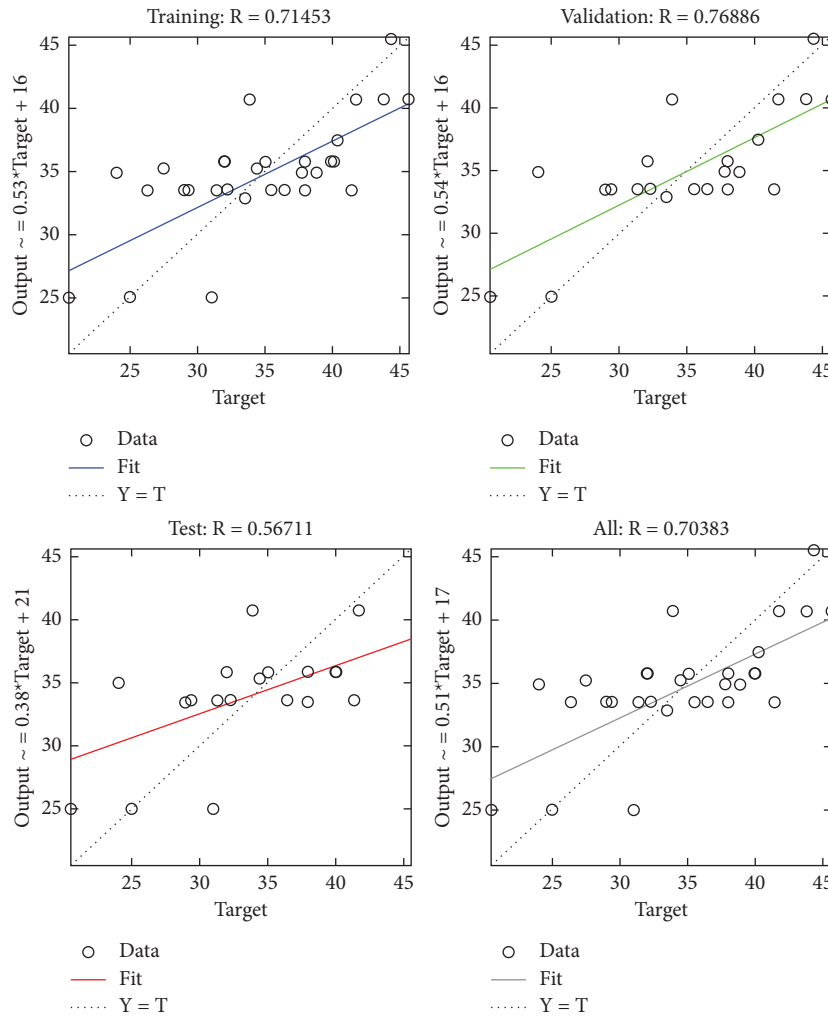 Training: R = 0.71453
Output ~ = 0.53*Target + 16
45
40
35
30
25
25 30 35 40 45
Target
Data
Fit
Y = T
Validation: R = 0.76886
Output ~ = 0.54*Target + 16
45
40
35
30
25
25 30 35 40 45
Target
Data
Fit
Y = T
Test: R = 0.56711
Output ~ = 0.38*Target + 21
45
40
35
30
25
25 30 35 40 45
Target
Data
Fit
Y = T
All: R = 0.70383
Output ~ = 0.51*Target + 17
45
40
35
30
25
25 30 35 40 45
Target
Data
Fit
Y = T